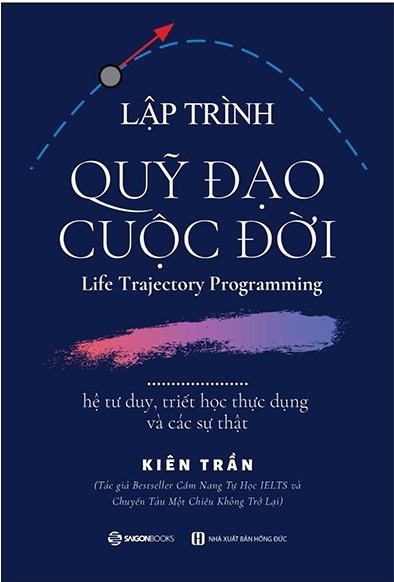 LẬP TRÌNH
QUỸ ĐẠO
CUỘC ĐỜI
Life Trajectory Programming
hệ tư duy, triết học thực dụng
và các sự thật
KIÊN TRẦN
(Tác giả Bestseller Cẩm Nang Tự Học IELTS và
Chuyến Tàu Một Chiều Không Trở Lại)
SAIGONBOOKS
NHÀ XUẤT BẢN HỒNG ĐỨC